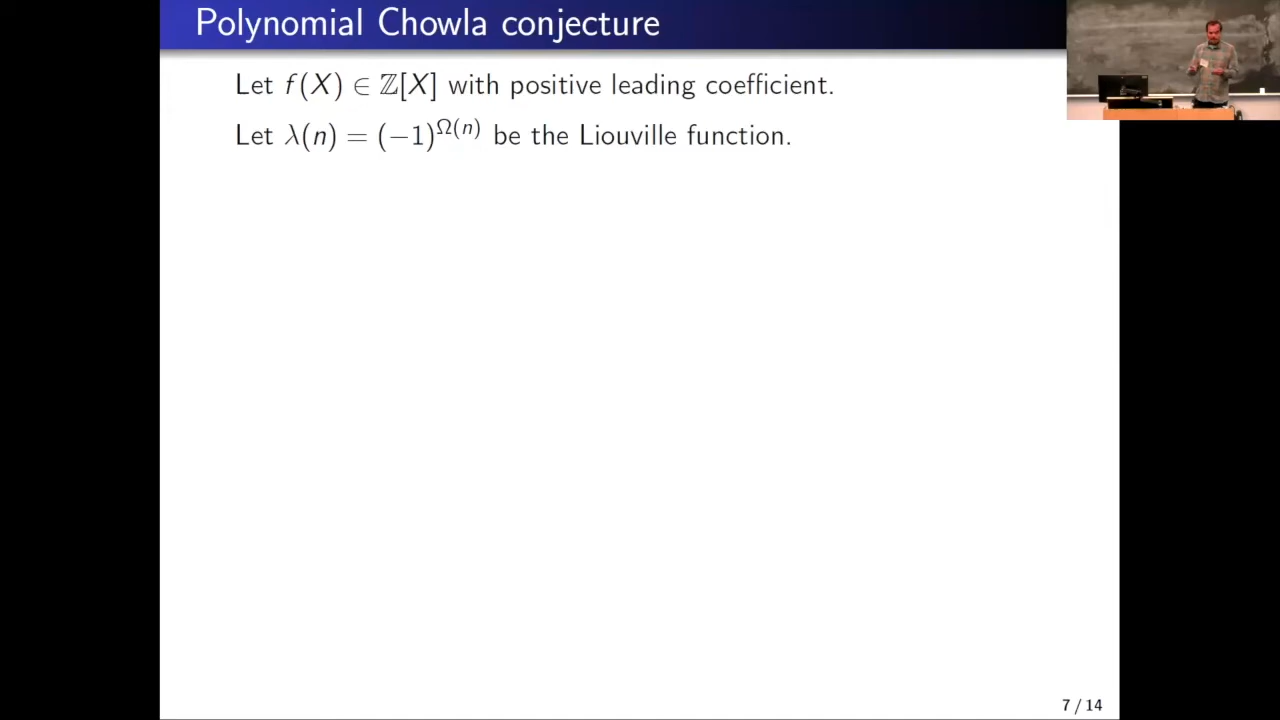 Polynomial Chowla conjecture
Let f(X) ∈ ℤ[X] with positive leading coefficient.
Let λ(n) = (−1)^{Ω(n)} be the Liouville function.
7 / 14